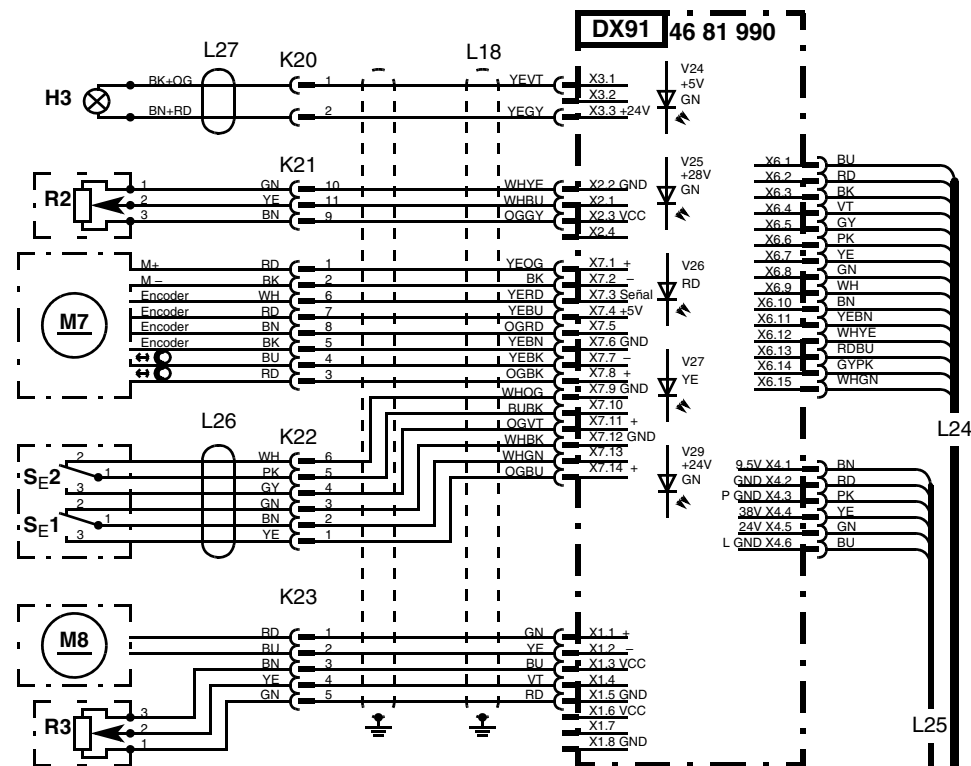 DX91 46 81 990
L27 K20 L18
H3 BK+OG 1 YEVT X3.1
X3.2
BN+RD 2 YEGY X3.3 +24V
V24
+5V
GN
K21
R2 1 GN 10 WHYE X2.2 GND
2 YE 11 WHBU X2.1
3 BN 9 OGGY X2.3 VCC
X2.4
V25
+28V
GN
M7
M+ RD 1 YEOG X7.1 +
M – BK 2 BK X7.2 –
Encoder WH 6 YERD X7.3 Señal
Encoder RD 7 YEBU X7.4 +5V
Encoder BN 8 OGRD X7.5
Encoder BK 5 YEBN X7.6 GND
BU 4 YEBK X7.7 –
RD 3 OGBK X7.8 +
WHOG X7.9 GND
BUBK X7.10
OGVT X7.11 +
WHBK X7.12 GND
WHGN X7.13
OGBU X7.14 +
V26
RD
V27
YE
V29
+24V
GN
L26 K22
SE2 2 WH 6
1 PK 5
3 GY 4
SE1 2 GN 3
1 BN 2
3 YE 1
K23
M8 RD 1 GN X1.1 +
BU 2 YE X1.2 –
BN 3 BU X1.3 VCC
YE 4 VT X1.4
GN 5 RD X1.5 GND
X1.6 VCC
X1.7
X1.8 GND
R3 3
2
1
X6.1 BU
X6.2 RD
X6.3 BK
X6.4 VT
X6.5 GY
X6.6 PK
X6.7 YE
X6.8 GN
X6.9 WH
X6.10 BN
X6.11 YEBN
X6.12 WHYE
X6.13 RDBU
X6.14 GYPK
X6.15 WHGN
L24
9.5V X4.1 BN
GND X4.2 RD
P GND X4.3 PK
38V X4.4 YE
24V X4.5 GN
L GND X4.6 BU
L25